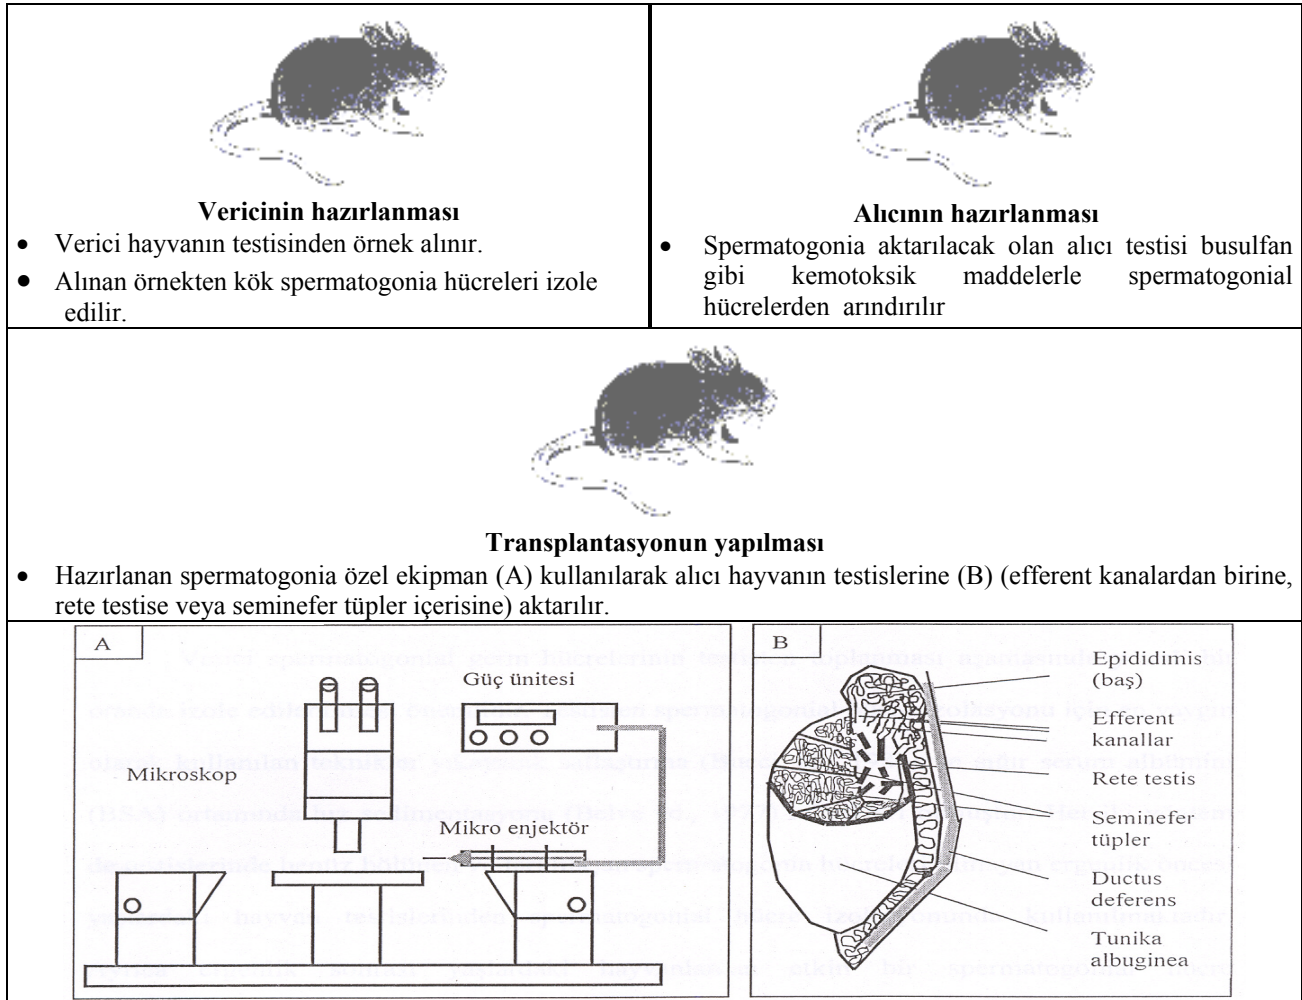 Vericinin hazırlanması
• Verici hayvanın testisinden örnek alınır.
• Alınan örnekten kök spermatogonia hücreleri izole
edilir.
Alıcının hazırlanması
• Spermatogonia aktarılacak olan alıcı testisi busulfan
gibi kemotoksik maddelerle spermatogonial
hücrelerden arındırılır
Transplantasyonun yapılması
• Hazırlanan spermatogonia özel ekipman (A) kullanılarak alıcı hayvanın testislerine (B) (efferent kanalardan birine,
rete testise veya seminefer tüpler içerisine) aktarılır.
A
Güç ünitesi
Mikroskop
Mikro enjektör
B
Epididimis
(baş)
Efferent
kanallar
Rete testis
Seminefer
tüpler
Ductus
deferens
Tunika
albuginea